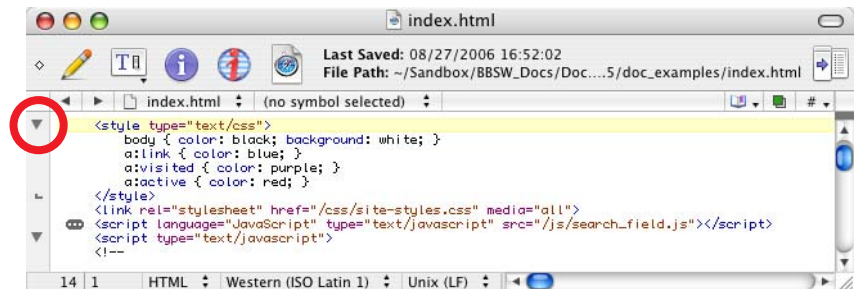 index.html
Last Saved: 08/27/2006 16:52:02
File Path: ~/Sandbox/BBSW_Docs/Doc....5/doc_examples/index.html
index.html (no symbol selected) #
<style type="text/css">
body { color: black; background: white; }
a:link { color: blue; }
a:visited { color: purple; }
a:active { color: red; }
</style>
<link rel="stylesheet" href="/css/site-styles.css" media="all">
<script language="JavaScript" type="text/javascript" src="/js/search_field.js"></script>
<script type="text/javascript">
<!--
14 1 HTML Western (ISO Latin 1) Unix (LF)